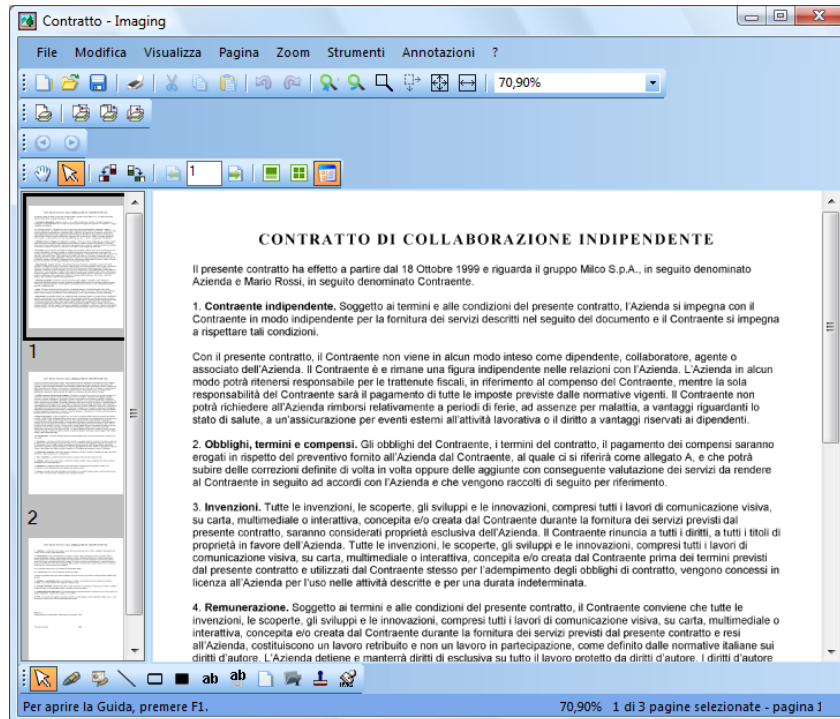 Contratto - Imaging
File Modifica Visualizza Pagina Zoom Strumenti Annotazioni ?
70,90%
1
CONTRATTO DI COLLABORAZIONE INDIPENDENTE
Il presente contratto ha effetto a partire dal 18 Ottobre 1999 e riguarda il gruppo Milco S.p.A., in seguito denominato
Azienda e Mario Rossi, in seguito denominato Contraente.
1. Contraente indipendente. Soggetto ai termini e alle condizioni del presente contratto, l'Azienda si impegna con il
Contraente in modo indipendente per la fornitura dei servizi descritti nel seguito del documento e il Contraente si impegna
a rispettare tali condizioni.
Con il presente contratto, il Contraente non viene in alcun modo inteso come dipendente, collaboratore, agente o
associato dell'Azienda. Il Contraente è e rimane una figura indipendente nelle relazioni con l'Azienda. L'Azienda in alcun
modo potrà ritenersi responsabile per le trattenute fiscali, in riferimento al compenso del Contraente, mentre la sola
responsabilità del Contraente sarà il pagamento di tutte le imposte previste dalle normative vigenti. Il Contraente non
potrà richiedere all'Azienda rimborsi relativamente a periodi di ferie, ad assenze per malattia, a vantaggi riguardanti lo
stato di salute, a un'assicurazione per eventi esterni all'attività lavorativa o il diritto a vantaggi riservati ai dipendenti.
2. Obblighi, termini e compensi. Gli obblighi del Contraente, i termini del contratto, il pagamento dei compensi saranno
erogati in rispetto del preventivo fornito all'Azienda dal Contraente, al quale ci si riferirà come allegato A, e che potrà
subire delle correzioni definite di volta in volta oppure delle aggiunte con conseguente valutazione dei servizi da rendere
al Contraente in seguito ad accordi con l'Azienda e che vengono raccolti di seguito per riferimento.
3. Invenzioni. Tutte le invenzioni, le scoperte, gli sviluppi e le innovazioni, compresi tutti i lavori di comunicazione visiva,
su carta, multimediale o interattiva, concepita e/o creata dal Contraente durante la fornitura dei servizi previsti dal
presente contratto, saranno considerati proprietà esclusiva dell'Azienda. Il Contraente rinuncia a tutti i diritti, a tutti i titoli di
proprietà in favore dell'Azienda. Tutte le invenzioni, le scoperte, gli sviluppi e le innovazioni, compresi tutti i lavori di
comunicazione visiva, su carta, multimediale o interattiva, concepita e/o creata dal Contraente prima dei termini previsti
dal presente contratto e utilizzati dal Contraente stesso per l'adempimento degli obblighi di contratto, vengono concessi in
licenza all'Azienda per l'uso nelle attività descritte e per una durata indeterminata.
4. Remunerazione. Soggetto ai termini e alle condizioni del presente contratto, il Contraente conviene che tutte le
invenzioni, le scoperte, gli sviluppi e le innovazioni, compresi tutti i lavori di comunicazione visiva, su carta, multimediale o
interattiva, concepita e/o creata dal Contraente durante la fornitura dei servizi previsti dal presente contratto e resi
all'Azienda, costituiscono un lavoro retribuito e non un lavoro in partecipazione, come definito dalle normative italiane sui
diritti d'autore. L'Azienda detiene e manterrà diritti di esclusiva su tutto il lavoro protetto da diritti d'autore. I diritti d'autore
1
2
ab ab
Per aprire la Guida, premere F1.
70,90% 1 di 3 pagine selezionate - pagina 1